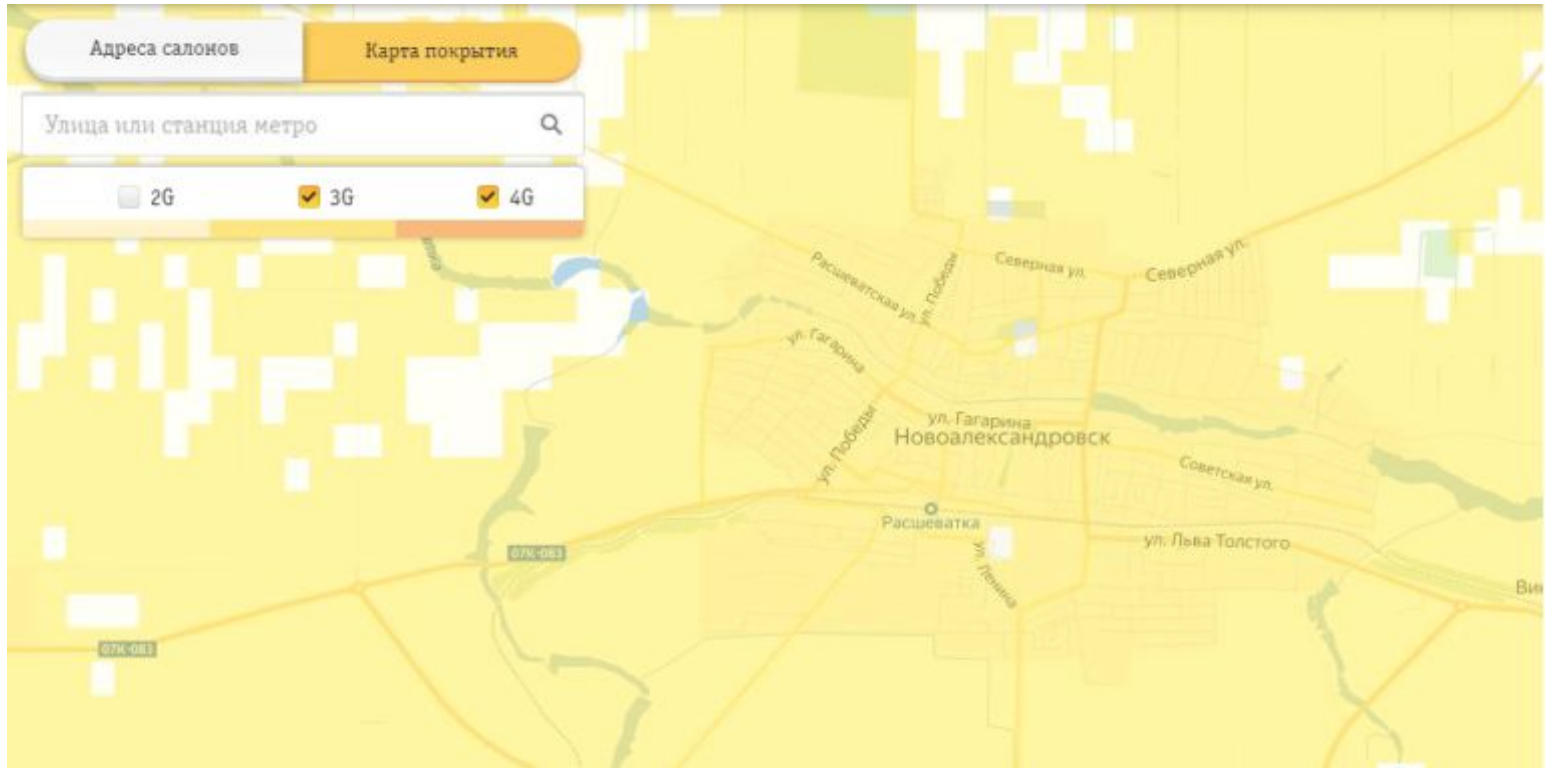 Адреса салонов
Карта покрытия
Улица или станция метро
2G
3G
4G
Расшеватская ул.
ул. Победы
Северная ул.
Северная ул.
ул. Гагарина
ул. Победы
ул. Гагарина
Новоалександровск
Советская ул.
Расшеватка
ул. Ленина
ул. Льва Толстого
07К-083
07К-083
Вин